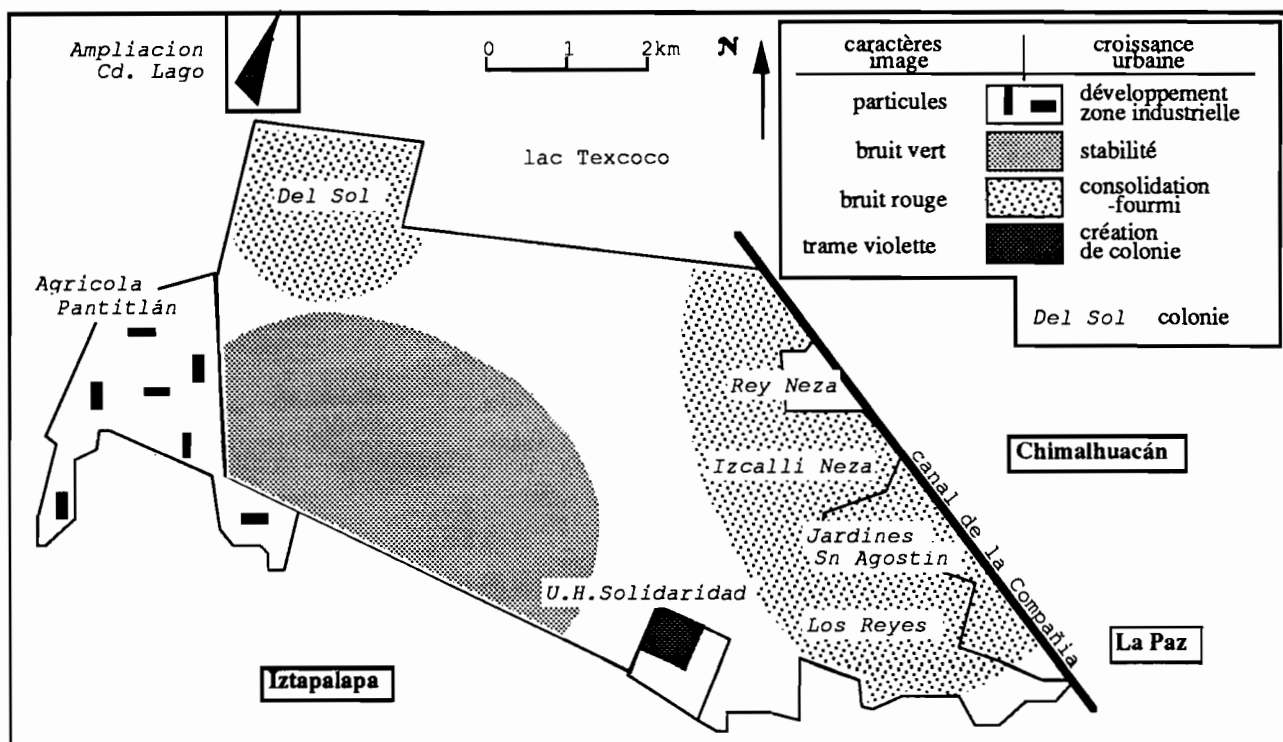 Ampliacion
Cd. Lago
0 1 2km
N
lac Texcoco
caractères
image
croissance
urbaine
particules
développement
zone industrielle
bruit vert
stabilité
bruit rouge
consolidation
-fourmi
trame violette
création
de colonie
Del Sol colonie
Del Sol
Agricola
Pantitlán
Rey Neza
Izcalli Neza
Chimalhuacán
canal de la Compañia
Jardines
Sn Agostin
U.H.Solidaridad
Los Reyes
La Paz
Iztapalapa